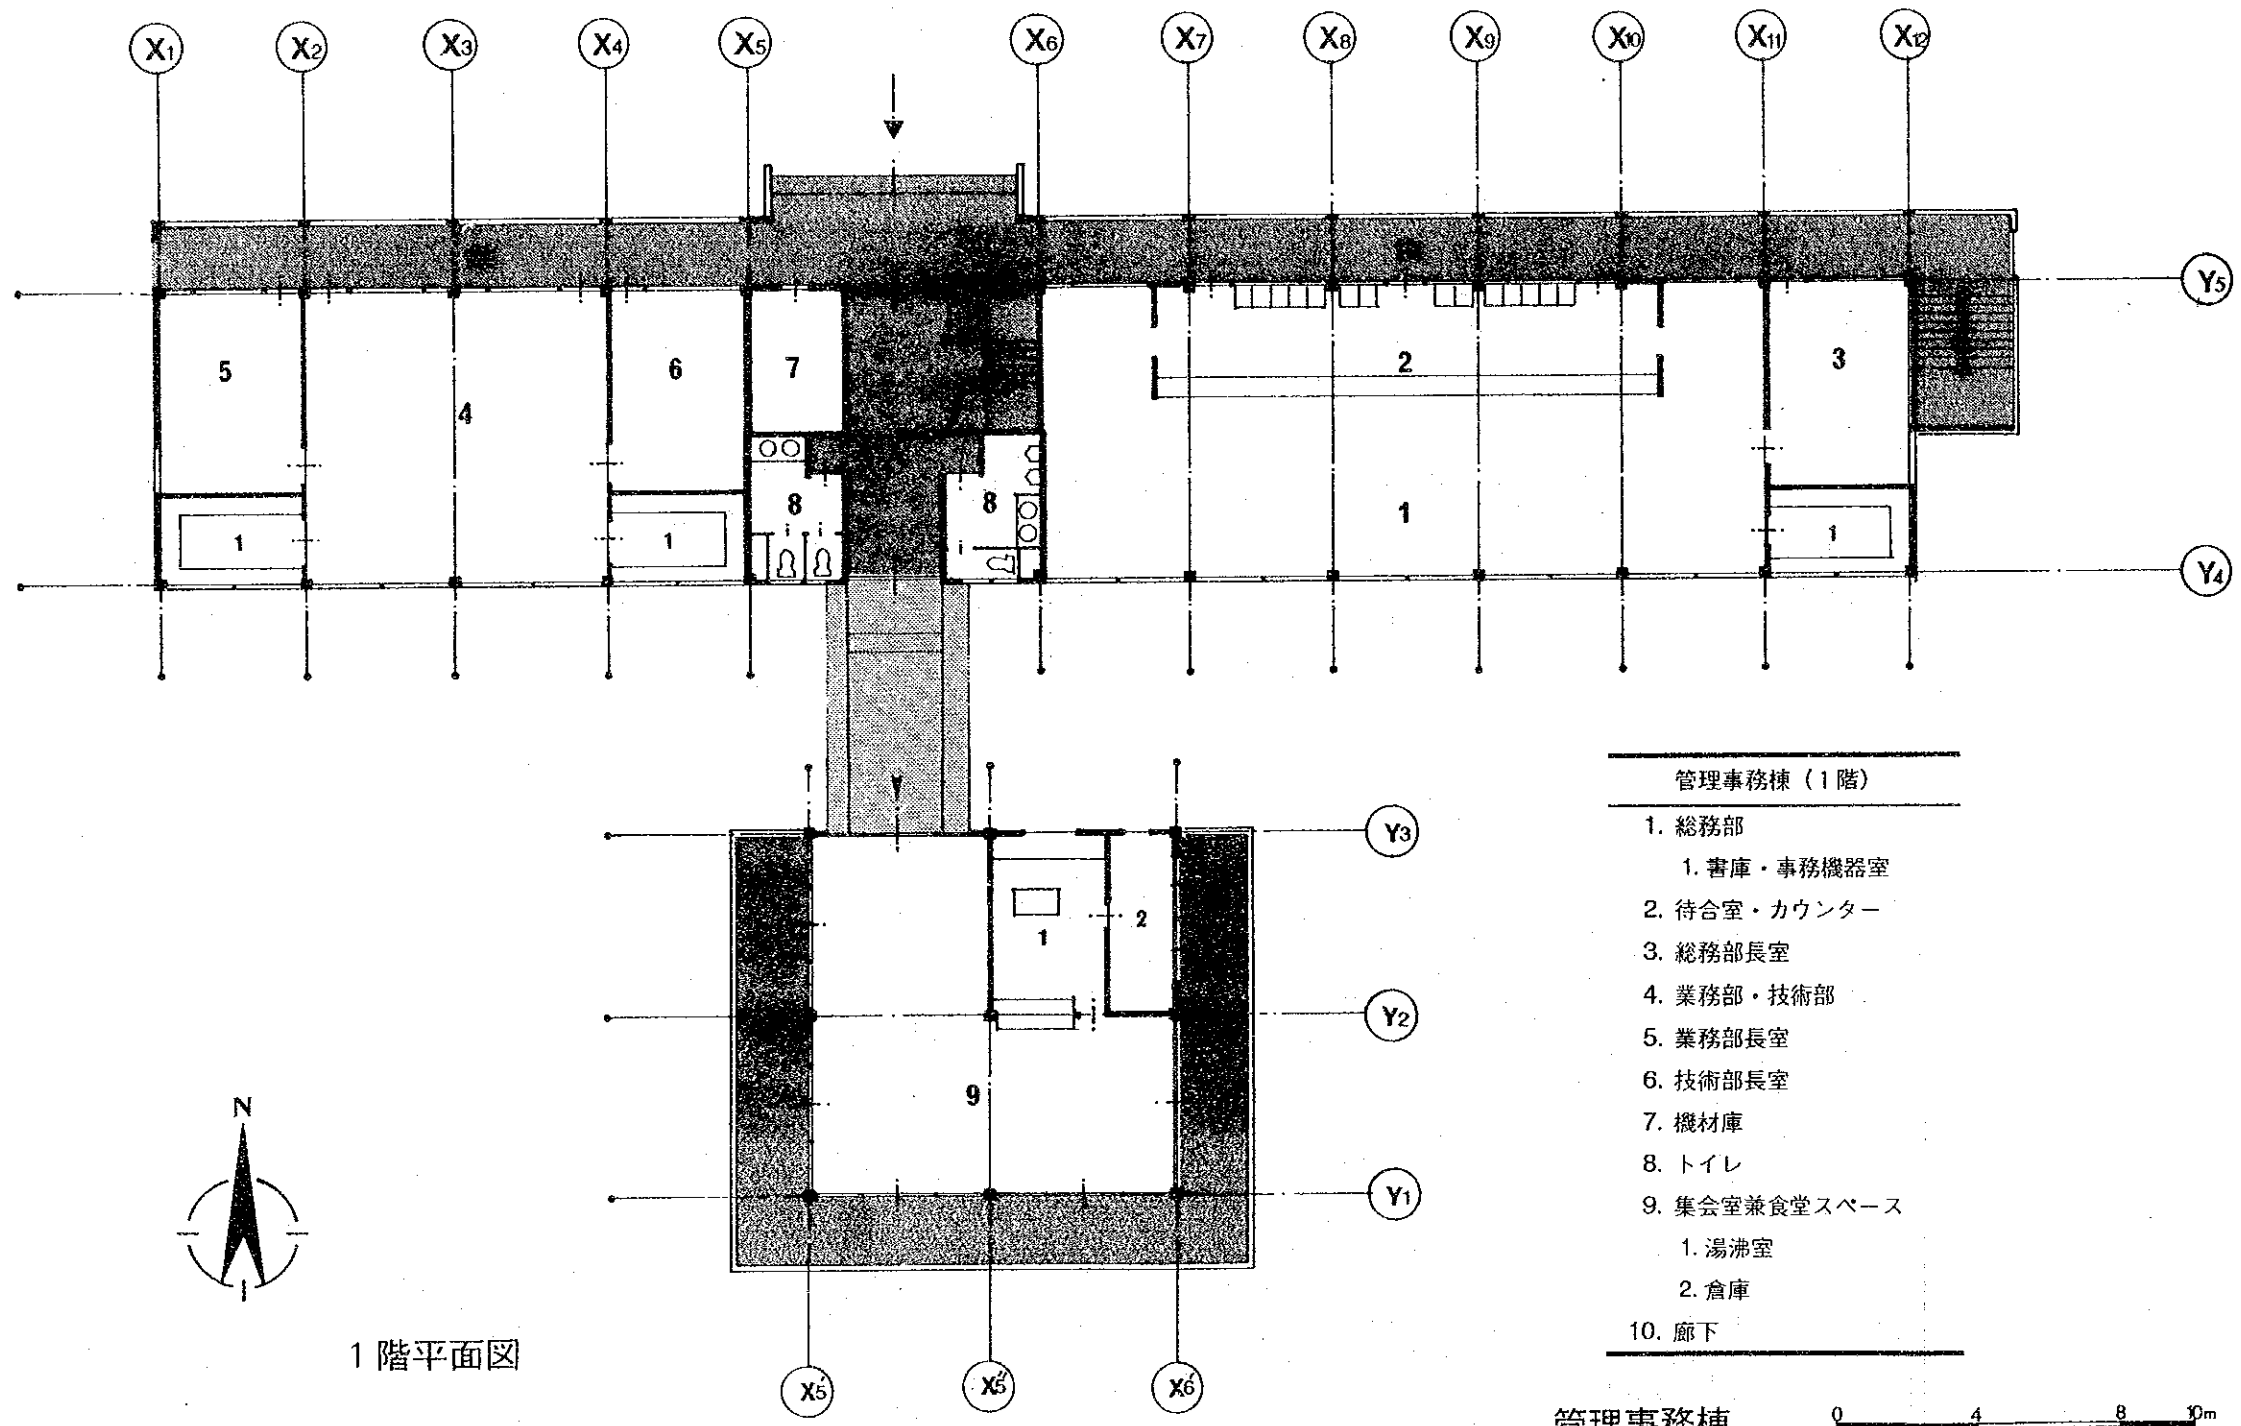 X1 X2 X3 X4 X5 X6 X7 X8 X9 X10 X11 X12
Y5
5 4 6 7 2 3
8 8 1
1 1 1
Y4
管理事務棟(1階)
1. 総務部
1. 書庫・事務機器室
2. 待合室・カウンター
3. 総務部長室
4. 業務部・技術部
5. 業務部長室
6. 技術部長室
7. 機材庫
8. トイレ
9. 集会室兼食堂スペース
1. 湯沸室
2. 倉庫
10. 廊下
Y3
1 2
Y2
9
Y1
N
1階平面図
X5' X5'' X6'
管理事務棟
0 4 8 10m